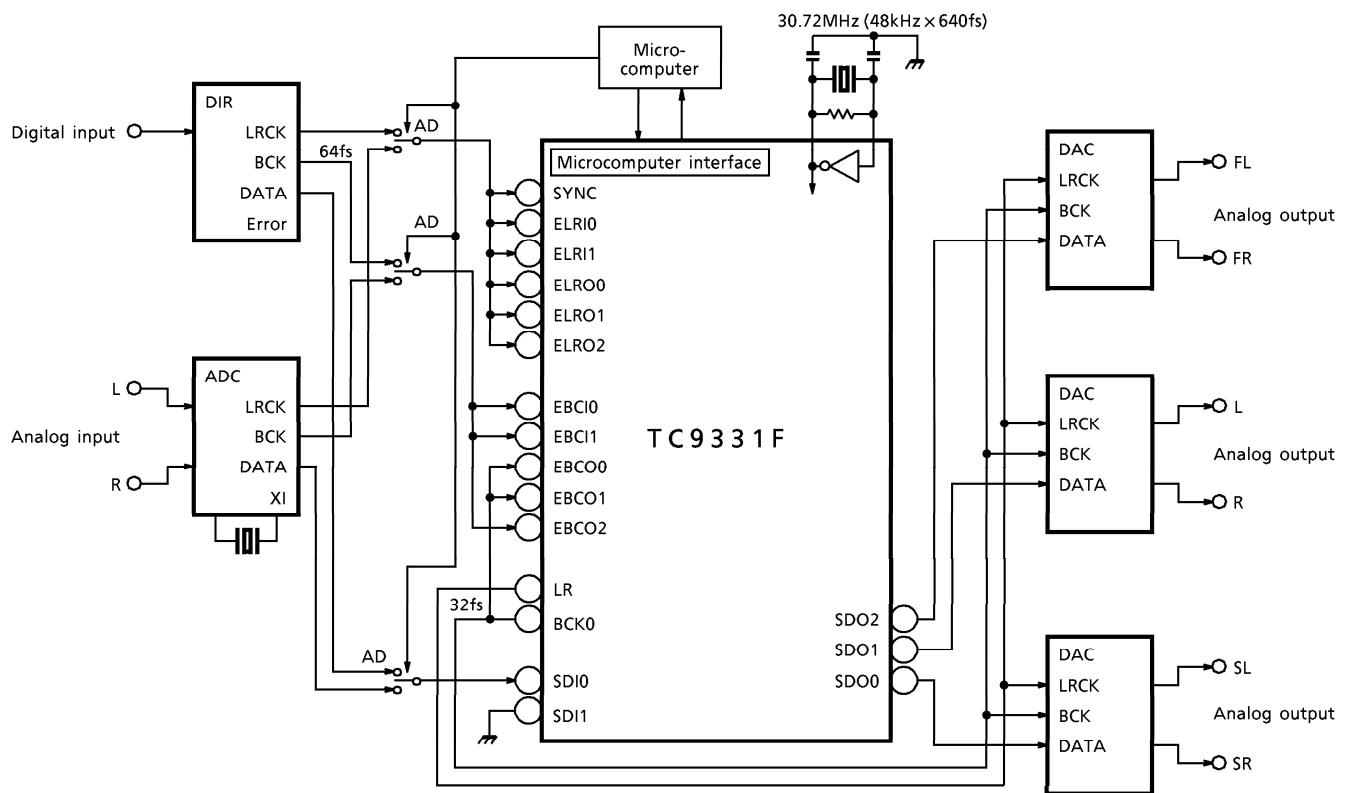 30.72MHz (48kHz × 640fs)
Micro-
computer
DIR
LRCK
BCK
DATA
Error
Digital input
64fs
AD
AD
ADC
LRCK
BCK
DATA
XI
L
Analog input
R
32fs
AD
Microcomputer interface
SYNC
ELRI0
ELRI1
ELRO0
ELRO1
ELRO2
EBCI0
EBCI1
EBCO0
EBCO1
EBCO2
LR
BCK0
SDI0
SDI1
TC9331F
SDO2
SDO1
SDO0
DAC
LRCK
BCK
DATA
FL
Analog output
FR
DAC
LRCK
BCK
DATA
L
Analog output
R
DAC
LRCK
BCK
DATA
SL
Analog output
SR